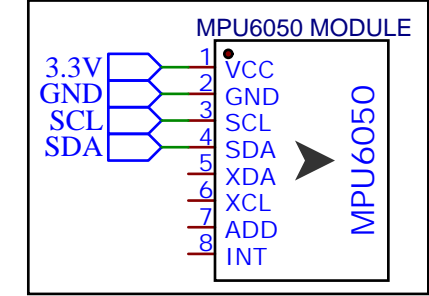 MPU6050 MODULE
3.3V 1 VCC
GND 2 GND
SCL 3 SCL
SDA 4 SDA
5 XDA
6 XCL
7 ADD
8 INT
MPU6050